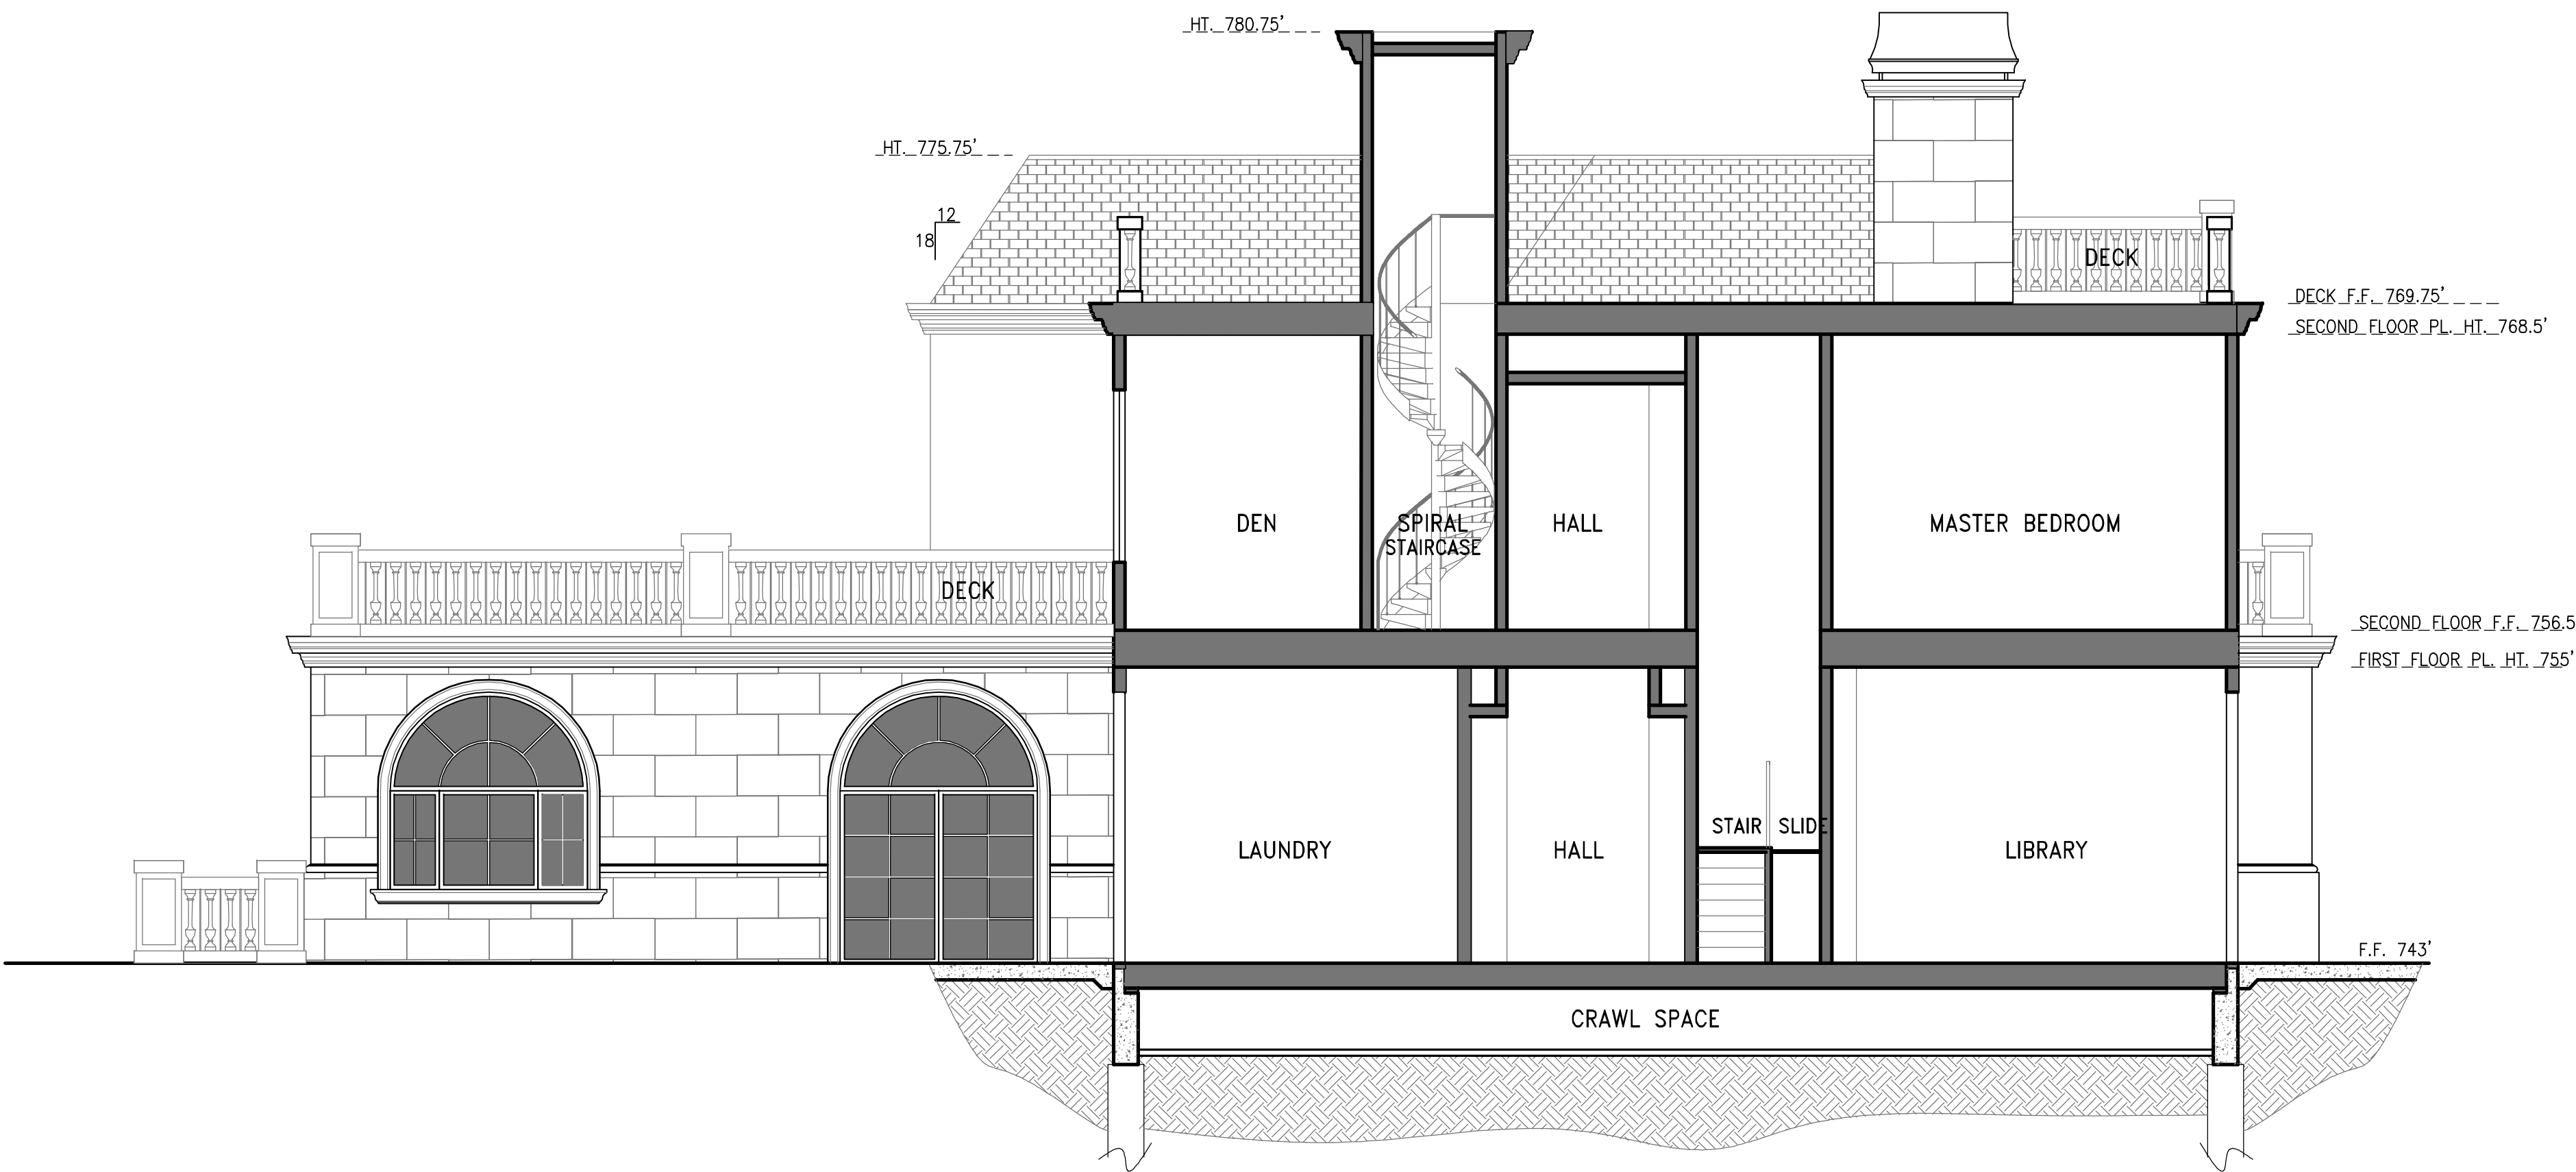 HT. 780.75'
HT. 775.75'
12
18
DECK
DECK F.F. 769.75'
SECOND FLOOR PL. HT. 768.5'
DEN
SPIRAL
STAIRCASE
HALL
MASTER BEDROOM
DECK
SECOND FLOOR F.F. 756.5
FIRST FLOOR PL. HT. 755'
LAUNDRY
HALL
STAIR
SLIDE
LIBRARY
F.F. 743'
CRAWL SPACE